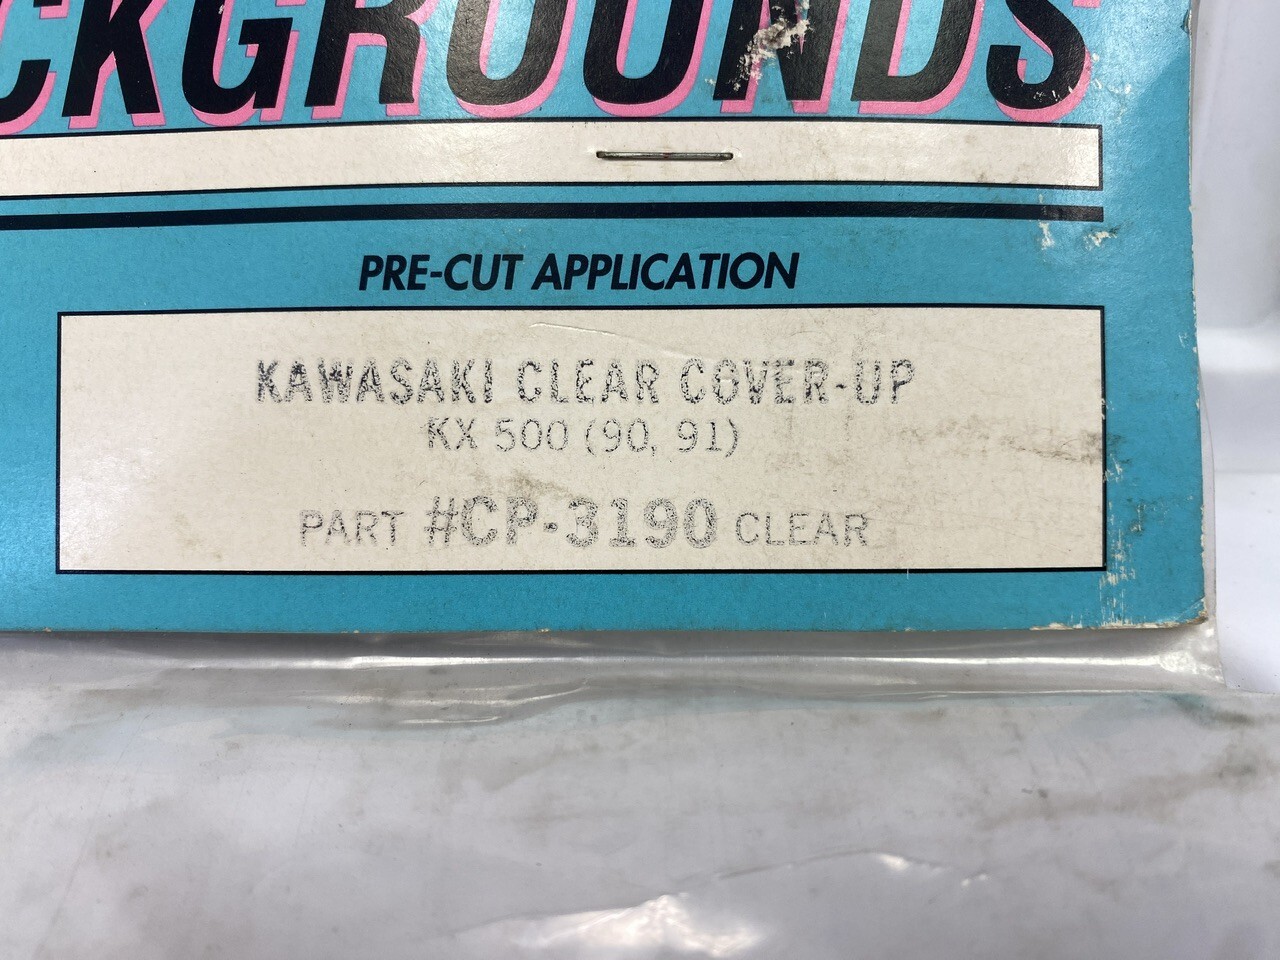 CKGROUNDS
PRE-CUT APPLICATION
KAWASAKI CLEAR COVER-UP
KX 500 (90, 91)
PART #CP-3190 CLEAR